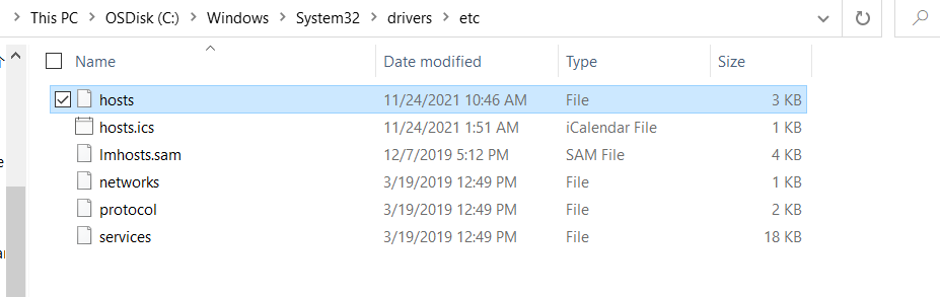 This PC > OSDisk (C:) > Windows > System32 > drivers > etc
Name Date modified Type Size
hosts 11/24/2021 10:46 AM File 3 KB
hosts.ics 11/24/2021 1:51 AM iCalendar File 1 KB
lmhosts.sam 12/7/2019 5:12 PM SAM File 4 KB
networks 3/19/2019 12:49 PM File 1 KB
protocol 3/19/2019 12:49 PM File 2 KB
services 3/19/2019 12:49 PM File 18 KB